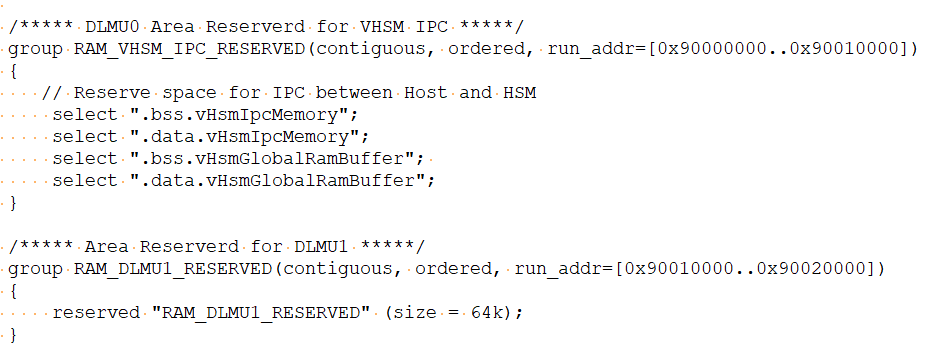 /***** DLMU0 Area Reserverd for VHSM IPC *****/
group RAM_VHSM_IPC_RESERVED(contiguous, ordered, run_addr=[0x90000000..0x90010000])
{
    // Reserve space for IPC between Host and HSM
     select ".bss.vHsmIpcMemory";
     select ".data.vHsmIpcMemory";
     select ".bss.vHsmGlobalRamBuffer";
     select ".data.vHsmGlobalRamBuffer";
}
/***** Area Reserverd for DLMU1 *****/
group RAM_DLMU1_RESERVED(contiguous, ordered, run_addr=[0x90010000..0x90020000])
{
     reserved "RAM_DLMU1_RESERVED" (size = 64k);
}